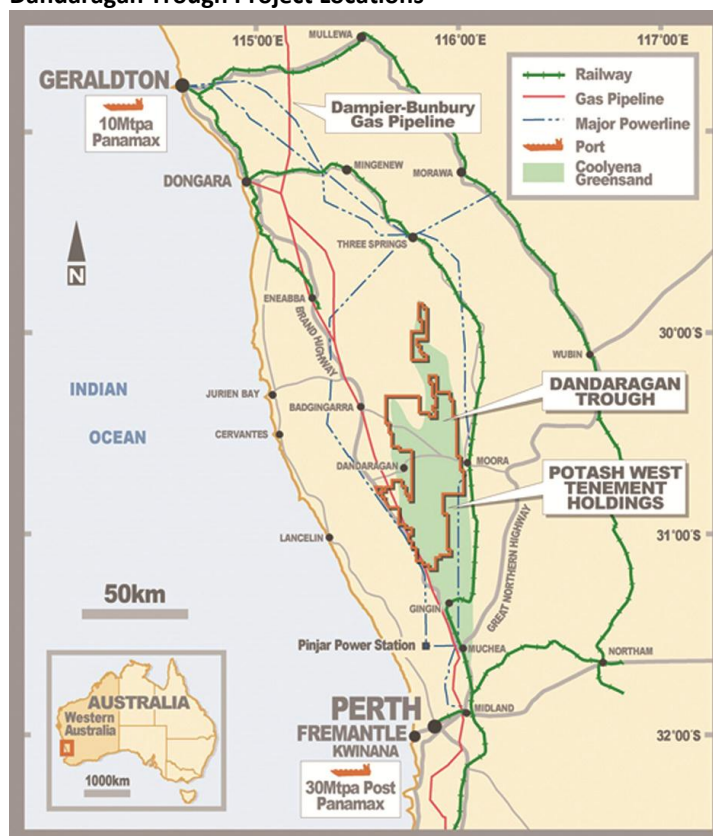 Dandaragan Trough Project Locations
115°00'E
116°00'E
117°00'E
MULLEWA
GERALDTON
10Mtpa
Panamax
Dampier-Bunbury
Gas Pipeline
Railway
Gas Pipeline
Major Powerline
Port
Coolyena
Greensand
MINGENEW
MORAWA
DONGARA
THREE SPRINGS
N
ENEABBA
BRAND HIGHWAY
30°00'S
WUBIN
INDIAN
OCEAN
JURIEN BAY
BADGINGARRA
DANDARAGAN
TROUGH
CERVANTES
DANDARAGAN
MOORA
POTASH WEST
TENEMENT
HOLDINGS
LANCELIN
31°00'S
GREAT NORTHERN HIGHWAY
50km
GINGIN
Pinjar Power Station
MUCHEA
NORTHAM
AUSTRALIA
Western
Australia
1000km
PERTH
MIDLAND
FREMANTLE
KWINANA
32°00'S
30Mtpa Post
Panamax